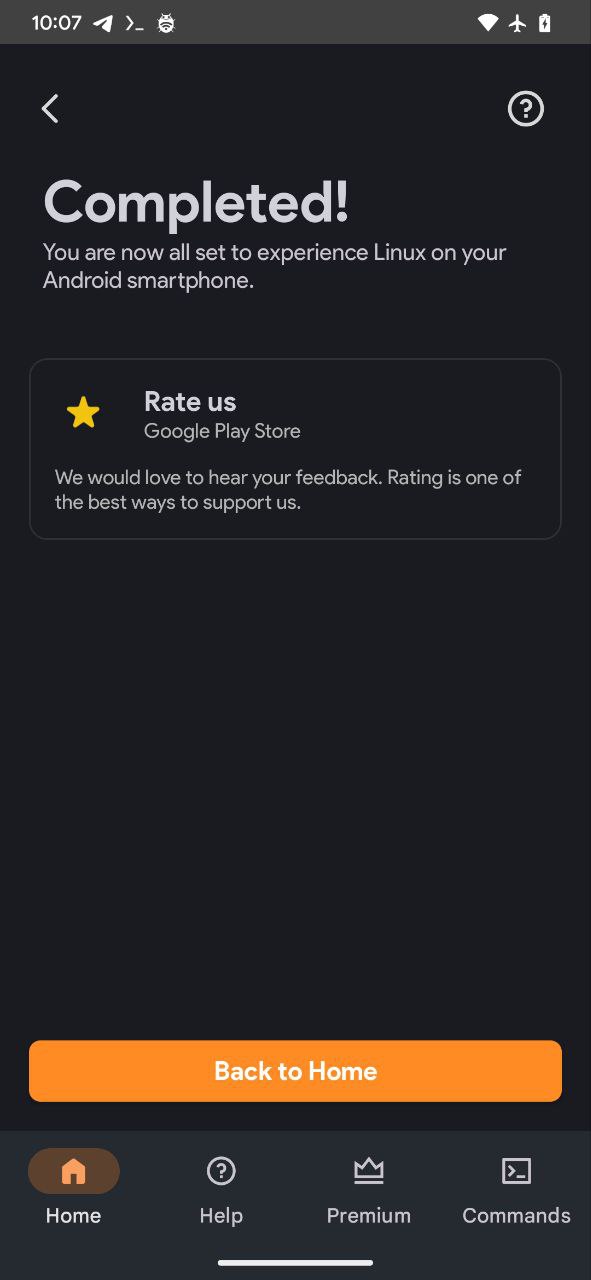 10:07
Completed!
You are now all set to experience Linux on your
Android smartphone.
Rate us
Google Play Store
We would love to hear your feedback. Rating is one of
the best ways to support us.
Back to Home
Home
Help
Premium
Commands